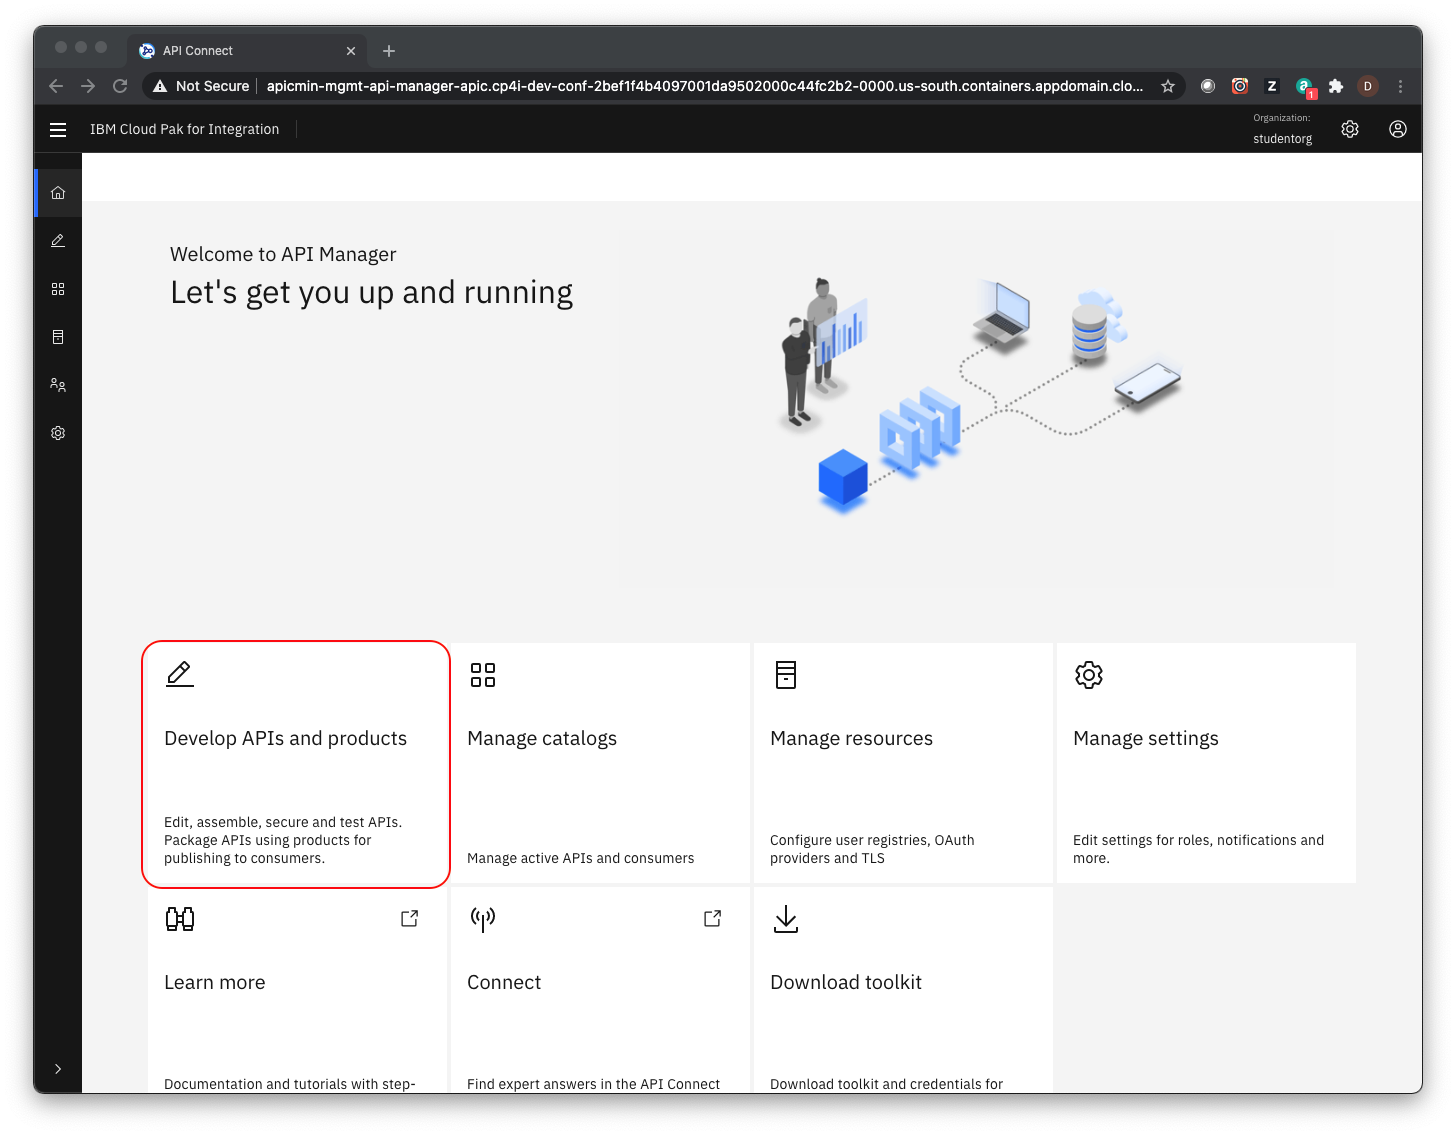 API Connect
Not Secure
apicmin-mgmt-api-manager-apic.cp4i-dev-conf-2bef1f4b4097001da9502000c44fc2b2-0000.us-south.containers.appdomain.clo...
Z
a
1
D
IBM Cloud Pak for Integration
Organization:
studentorg
Welcome to API Manager
Let's get you up and running
Develop APIs and products
Edit, assemble, secure and test APIs.
Package APIs using products for
publishing to consumers.
Manage catalogs
Manage active APIs and consumers
Manage resources
Configure user registries, OAuth
providers and TLS
Manage settings
Edit settings for roles, notifications and
more.
Learn more
Documentation and tutorials with step-
Connect
Find expert answers in the API Connect
Download toolkit
Download toolkit and credentials for